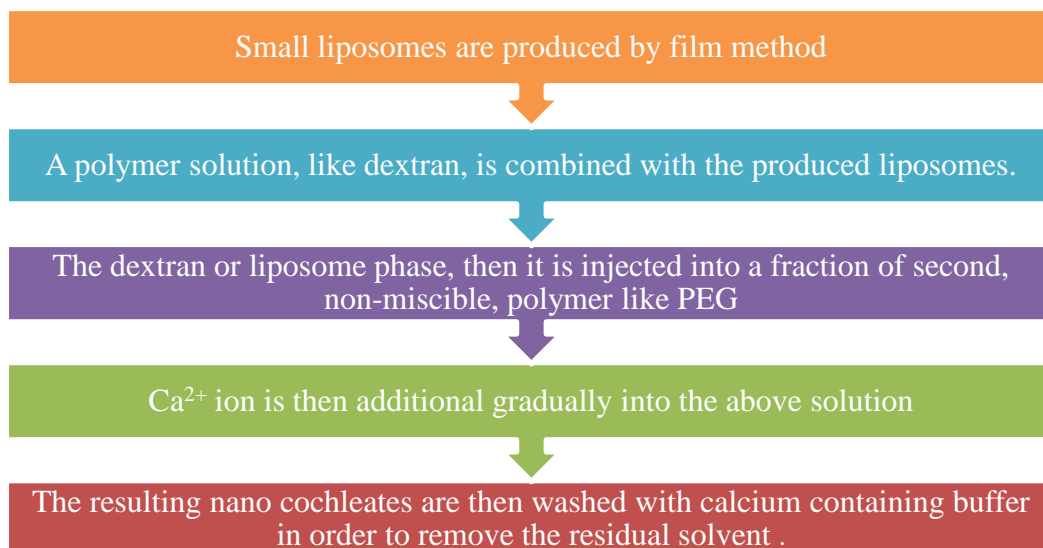 Small liposomes are produced by film method
A polymer solution, like dextran, is combined with the produced liposomes.
The dextran or liposome phase, then it is injected into a fraction of second,
non-miscible, polymer like PEG
Ca²⁺ ion is then additional gradually into the above solution
The resulting nano cochleates are then washed with calcium containing buffer
in order to remove the residual solvent .